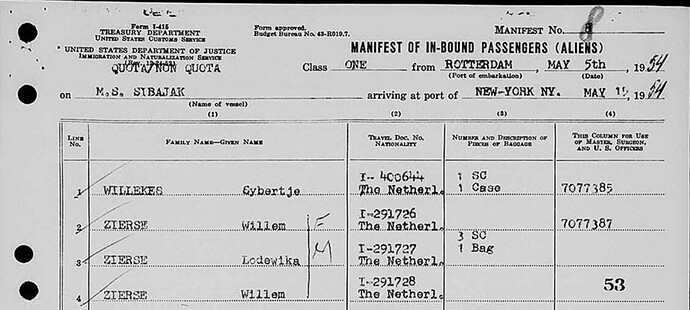 Form I-415
TREASURY DEPARTMENT
UNITED STATES CUSTOMS SERVICE
Form approved.
Budget Bureau No. 43-R019.7.
MANIFEST NO. 8
UNITED STATES DEPARTMENT OF JUSTICE
IMMIGRATION AND NATURALIZATION SERVICE
QUOTA/NON QUOTA
MANIFEST OF IN-BOUND PASSENGERS (ALIENS)
Class ONE from ROTTERDAM, MAY 5th, 1954
(Port of embarkation) (Date)
on M.S. SIBAJAK arriving at port of NEW-YORK NY. MAY 1954
(Name of vessel)
(1) (2) (3) (4)
LINE No. FAMILY NAME—GIVEN NAME TRAVEL DOC. NO. NATIONALITY NUMBER AND DESCRIPTION OF PIECES OF BAGGAGE THIS COLUMN FOR USE OF MASTER, SURGEON, AND U. S. OFFICERS
I-400644 1 SC
1 WILLEKES Sybertje The Netherl. 1 Case 7077385
I-291726
2 ZIERSE Willem F The Netherl. 7077387
3 SC
I-291727 1 Bag
3 ZIERSE Lodewika M The Netherl.
I-291728 53
4 ZIERSE Willem The Netherl.